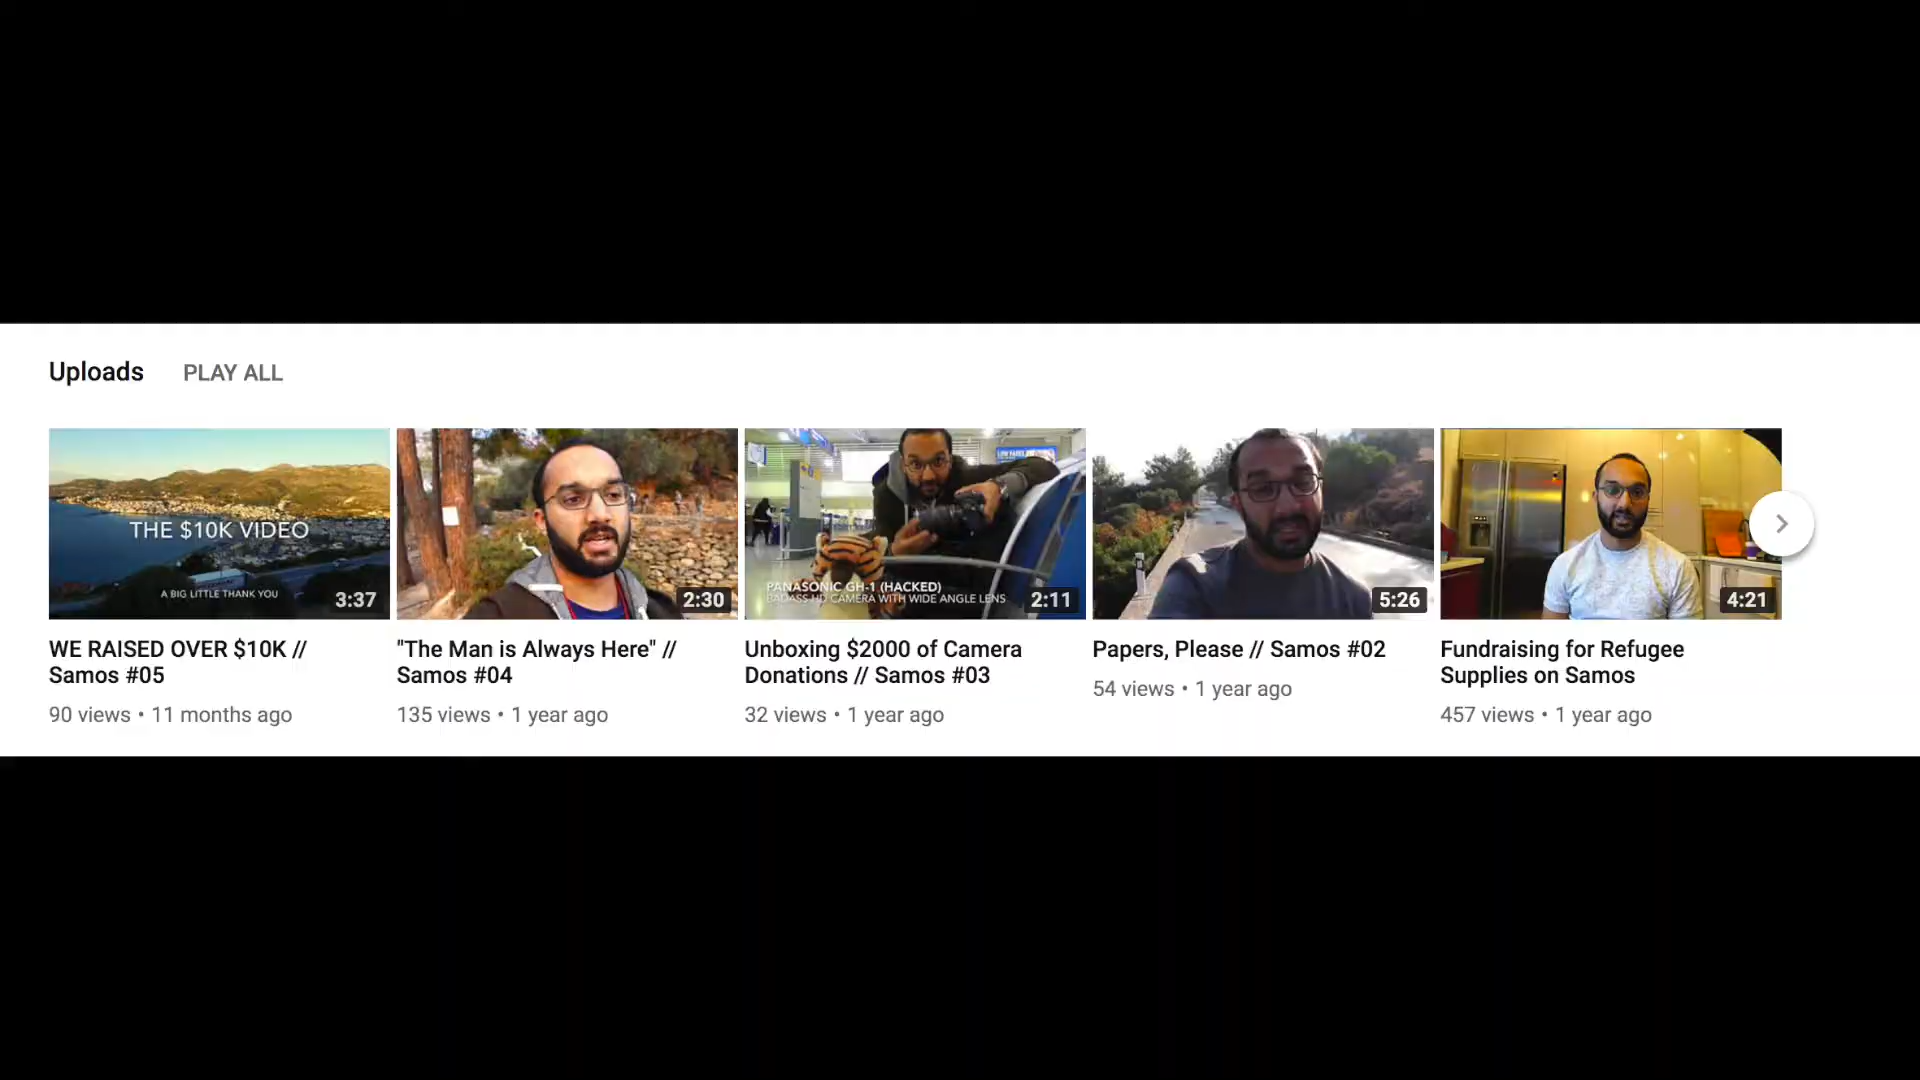 Uploads PLAY ALL
THE $10K VIDEO
A BIG LITTLE THANK YOU
3:37
2:30
PANASONIC GH-1 (HACKED)
BADASS HD CAMERA WITH WIDE ANGLE LENS
2:11
5:26
4:21
WE RAISED OVER $10K //
Samos #05
90 views • 11 months ago
"The Man is Always Here" //
Samos #04
135 views • 1 year ago
Unboxing $2000 of Camera
Donations // Samos #03
32 views • 1 year ago
Papers, Please // Samos #02
54 views • 1 year ago
Fundraising for Refugee
Supplies on Samos
457 views • 1 year ago